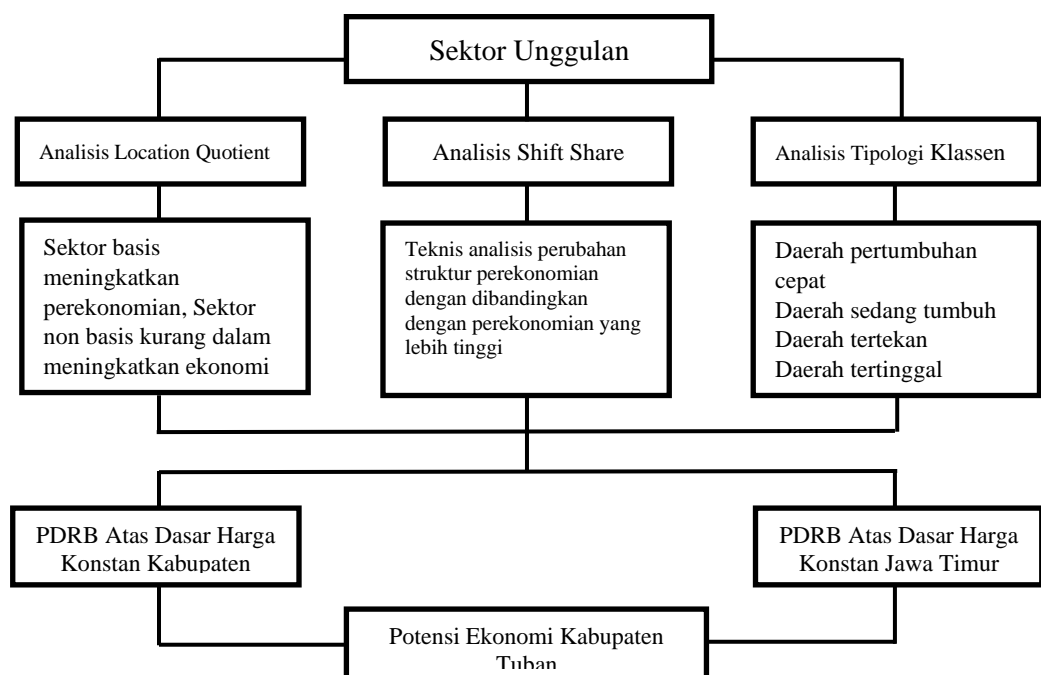 Sektor Unggulan
Analisis Location Quotient
Analisis Shift Share
Analisis Tipologi Klassen
Sektor basis
meningkatkan
perekonomian, Sektor
non basis kurang dalam
meningkatkan ekonomi
Teknis analisis perubahan
struktur perekonomian
dengan dibandingkan
dengan perekonomian yang
lebih tinggi
Daerah pertumbuhan
cepat
Daerah sedang tumbuh
Daerah tertekan
Daerah tertinggal
PDRB Atas Dasar Harga
Konstan Kabupaten
PDRB Atas Dasar Harga
Konstan Jawa Timur
Potensi Ekonomi Kabupaten
Tuban